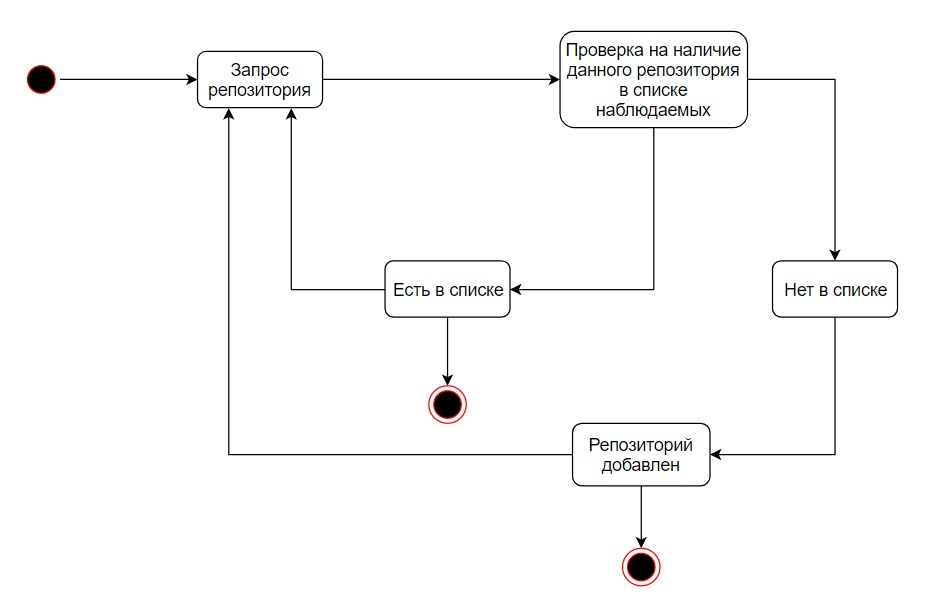 Запрос
репозитория
Проверка на наличие
данного репозитория
в списке
наблюдаемых
Есть в списке
Нет в списке
Репозиторий
добавлен